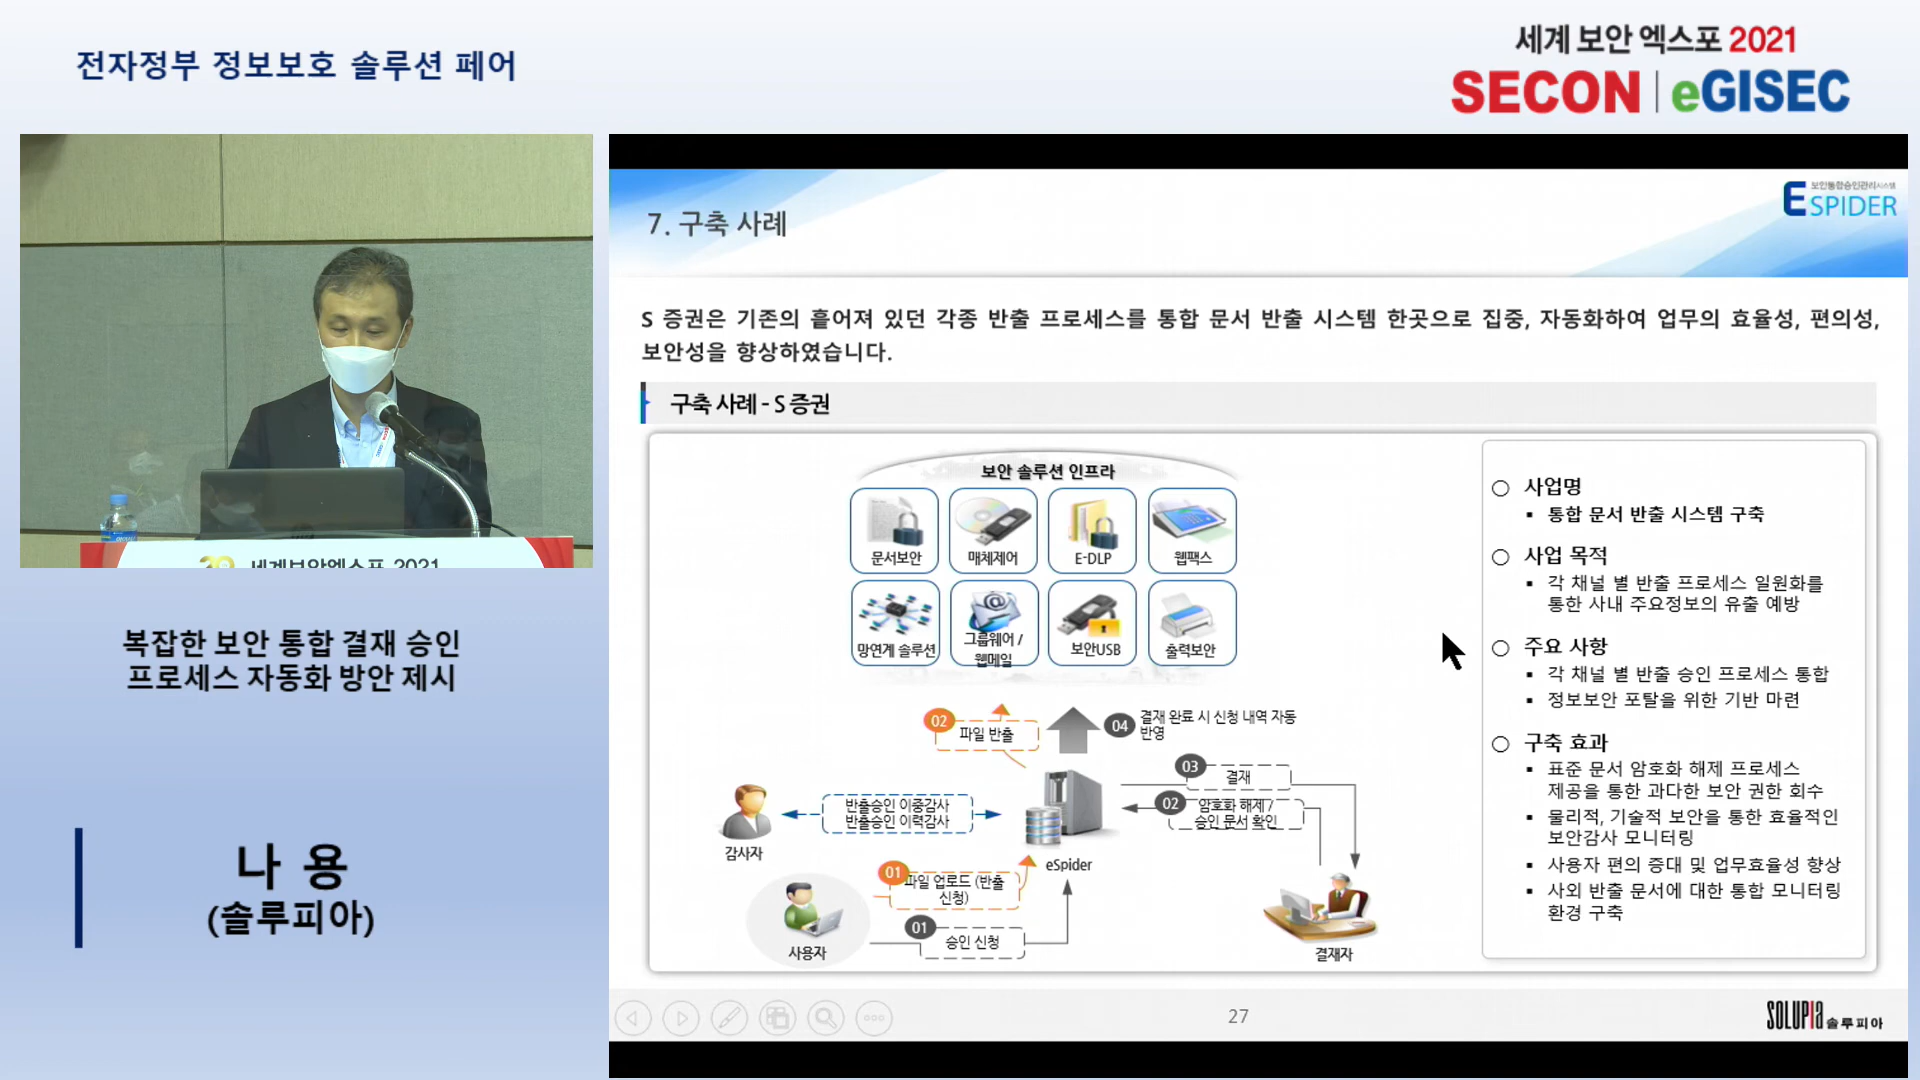 전자정부 정보보호 솔루션 페어
세계 보안 엑스포 2021
SECON | eGISEC
세계보안엑스포 2021
복잡한 보안 통합 결재 승인
프로세스 자동화 방안 제시
나 용
(솔루피아)
7. 구축 사례
보안통합승인관리시스템
ESPIDER
S 증권은 기존의 흩어져 있던 각종 반출 프로세스를 통합 문서 반출 시스템 한곳으로 집중, 자동화하여 업무의 효율성, 편의성,
보안성을 향상하였습니다.
구축 사례 – S 증권
보안 솔루션 인프라
문서보안
매체제어
E-DLP
웹팩스
망연계 솔루션
그룹웨어 /
웹메일
보안USB
출력보안
02
파일 반출
04
결재 완료 시 신청 내역 자동
반영
03
결재
02
암호화 해제 /
승인 문서 확인
반출승인 이중감사
반출승인 이력감사
감사자
eSpider
01
파일 업로드 (반출
신청)
01
승인 신청
사용자
결재자
○ 사업명
▪ 통합 문서 반출 시스템 구축
○ 사업 목적
▪ 각 채널 별 반출 프로세스 일원화를
통한 사내 주요정보의 유출 예방
○ 주요 사항
▪ 각 채널 별 반출 승인 프로세스 통합
▪ 정보보안 포탈을 위한 기반 마련
○ 구축 효과
▪ 표준 문서 암호화 해제 프로세스
제공을 통한 과다한 보안 권한 회수
▪ 물리적, 기술적 보안을 통한 효율적인
보안감사 모니터링
▪ 사용자 편의 증대 및 업무효율성 향상
▪ 사외 반출 문서에 대한 통합 모니터링
환경 구축
27
SOLUPIA 솔루피아